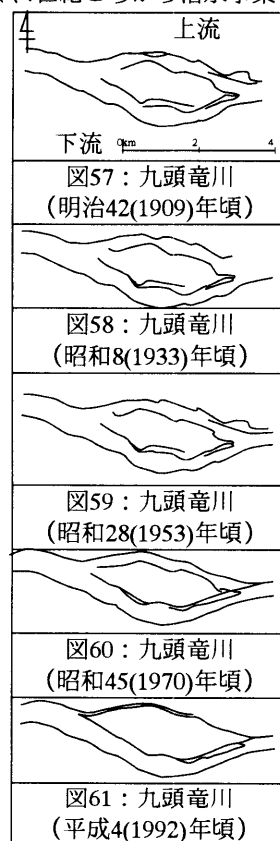 上流
下流 0km 2 4
図57：九頭竜川
（明治42(1909)年頃）
図58：九頭竜川
（昭和8(1933)年頃）
図59：九頭竜川
（昭和28(1953)年頃）
図60：九頭竜川
（昭和45(1970)年頃）
図61：九頭竜川
（平成4(1992)年頃）